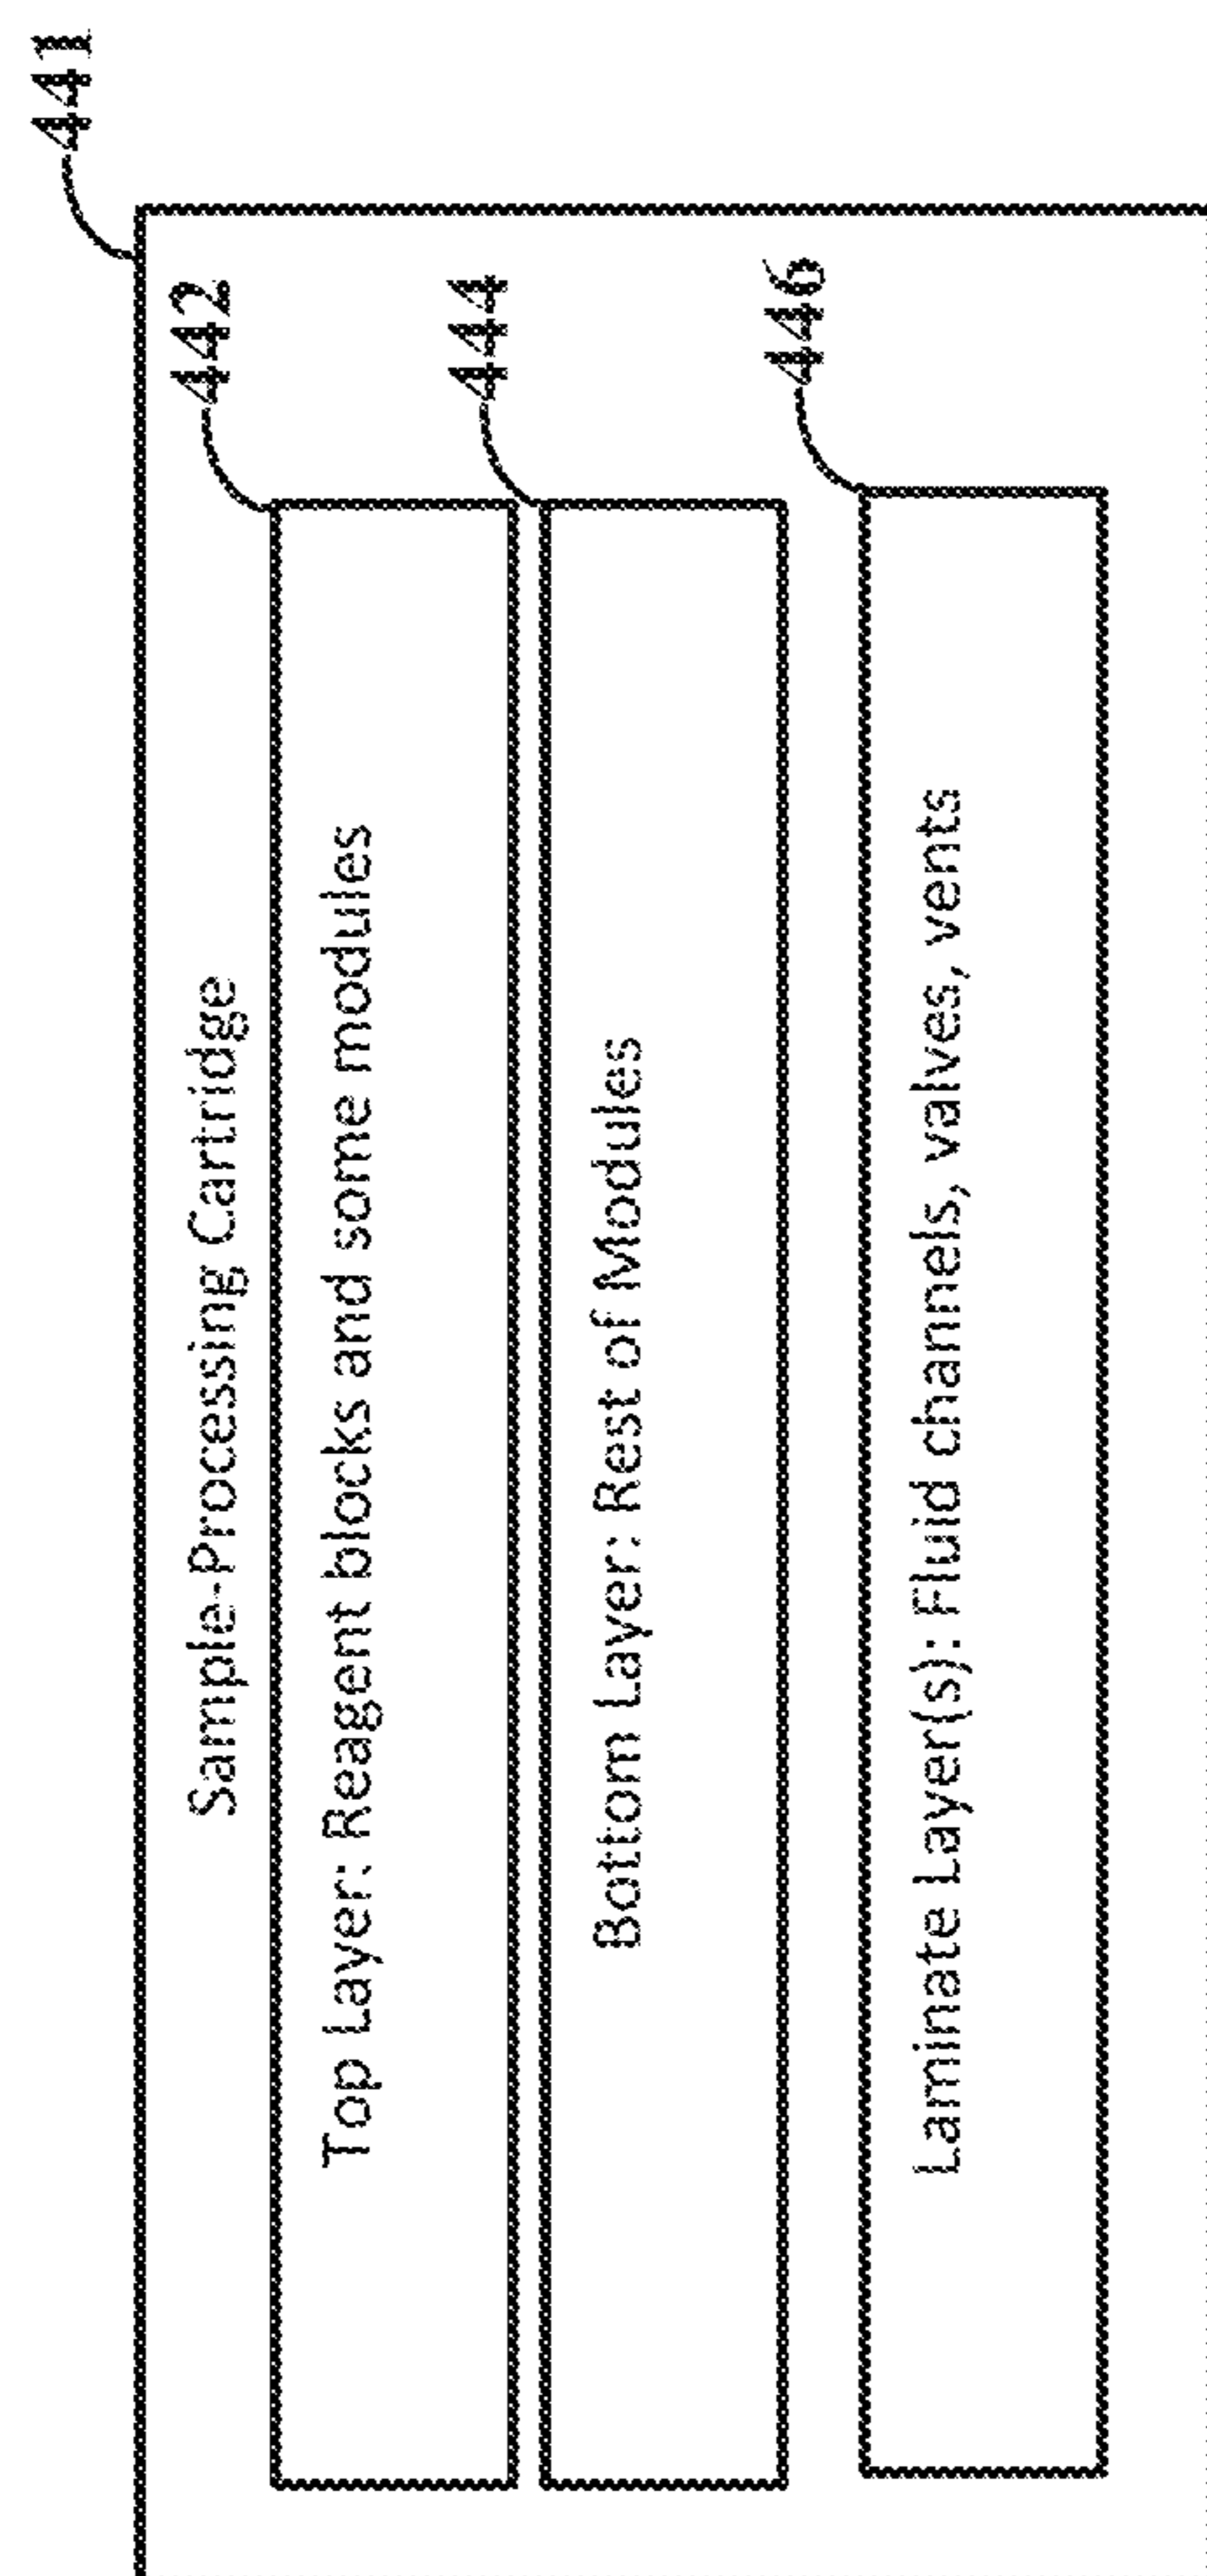 441
Sample-Processing Cartridge
442
Top Layer: Reagent blocks and some modules
444
Bottom Layer: Rest of Modules
446
Laminate Layer(s): Fluid channels, valves, vents